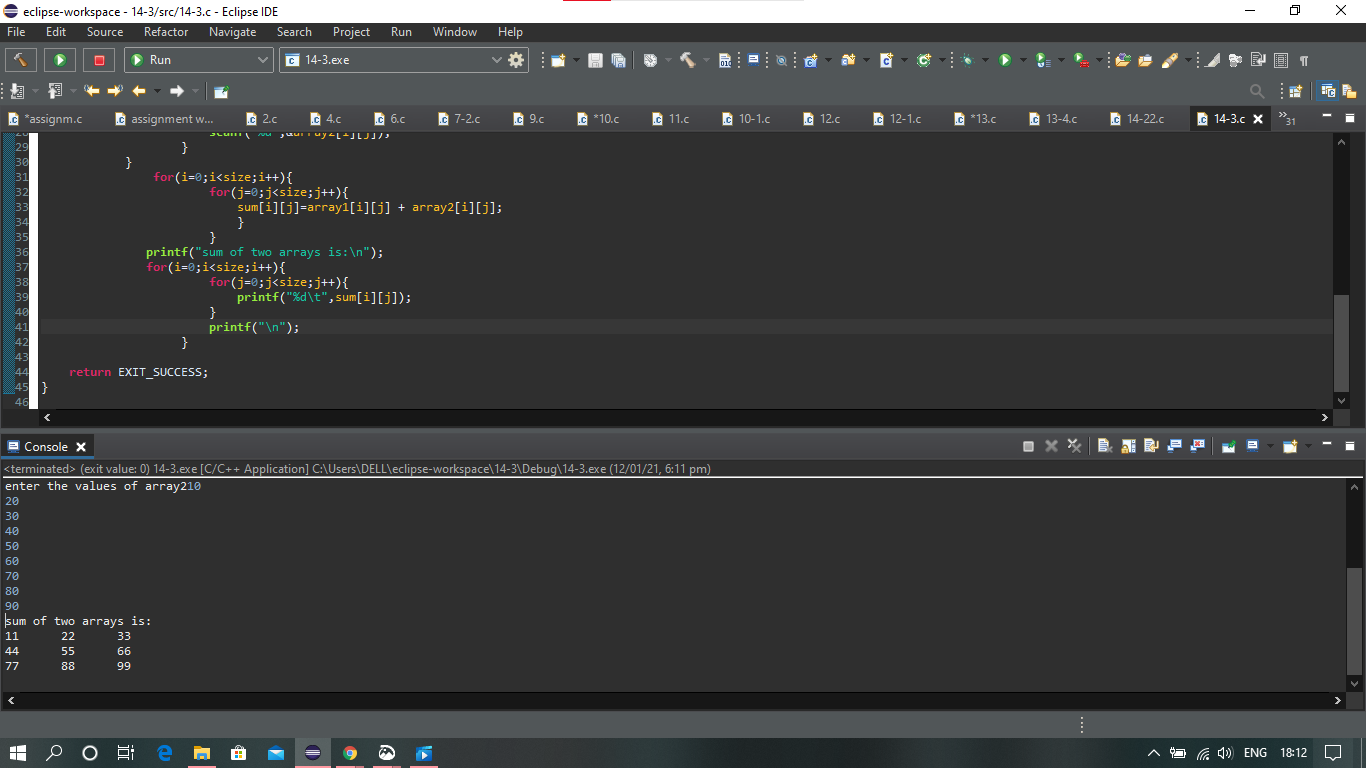 eclipse-workspace - 14-3/src/14-3.c - Eclipse IDE
File Edit Source Refactor Navigate Search Project Run Window Help
Run 14-3.exe
*assignm.c assignment w... 2.c 4.c 6.c 7-2.c 9.c *10.c 11.c 10-1.c 12.c 12-1.c *13.c 13-4.c 14-22.c 14-3.c 31
28 scanf("%d",&array2[i][j]);
29 }
30 }
31 for(i=0;i<size;i++){
32 for(j=0;j<size;j++){
33 sum[i][j]=array1[i][j] + array2[i][j];
34 }
35 }
36 printf("sum of two arrays is:\n");
37 for(i=0;i<size;i++){
38 for(j=0;j<size;j++){
39 printf("%d\t",sum[i][j]);
40 }
41 printf("\n");
42 }
43
44 return EXIT_SUCCESS;
45 }
46
Console
<terminated> (exit value: 0) 14-3.exe [C/C++ Application] C:\Users\DELL\eclipse-workspace\14-3\Debug\14-3.exe (12/01/21, 6:11 pm)
enter the values of array210
20
30
40
50
60
70
80
90
sum of two arrays is:
11 22 33
44 55 66
77 88 99
ENG 18:12